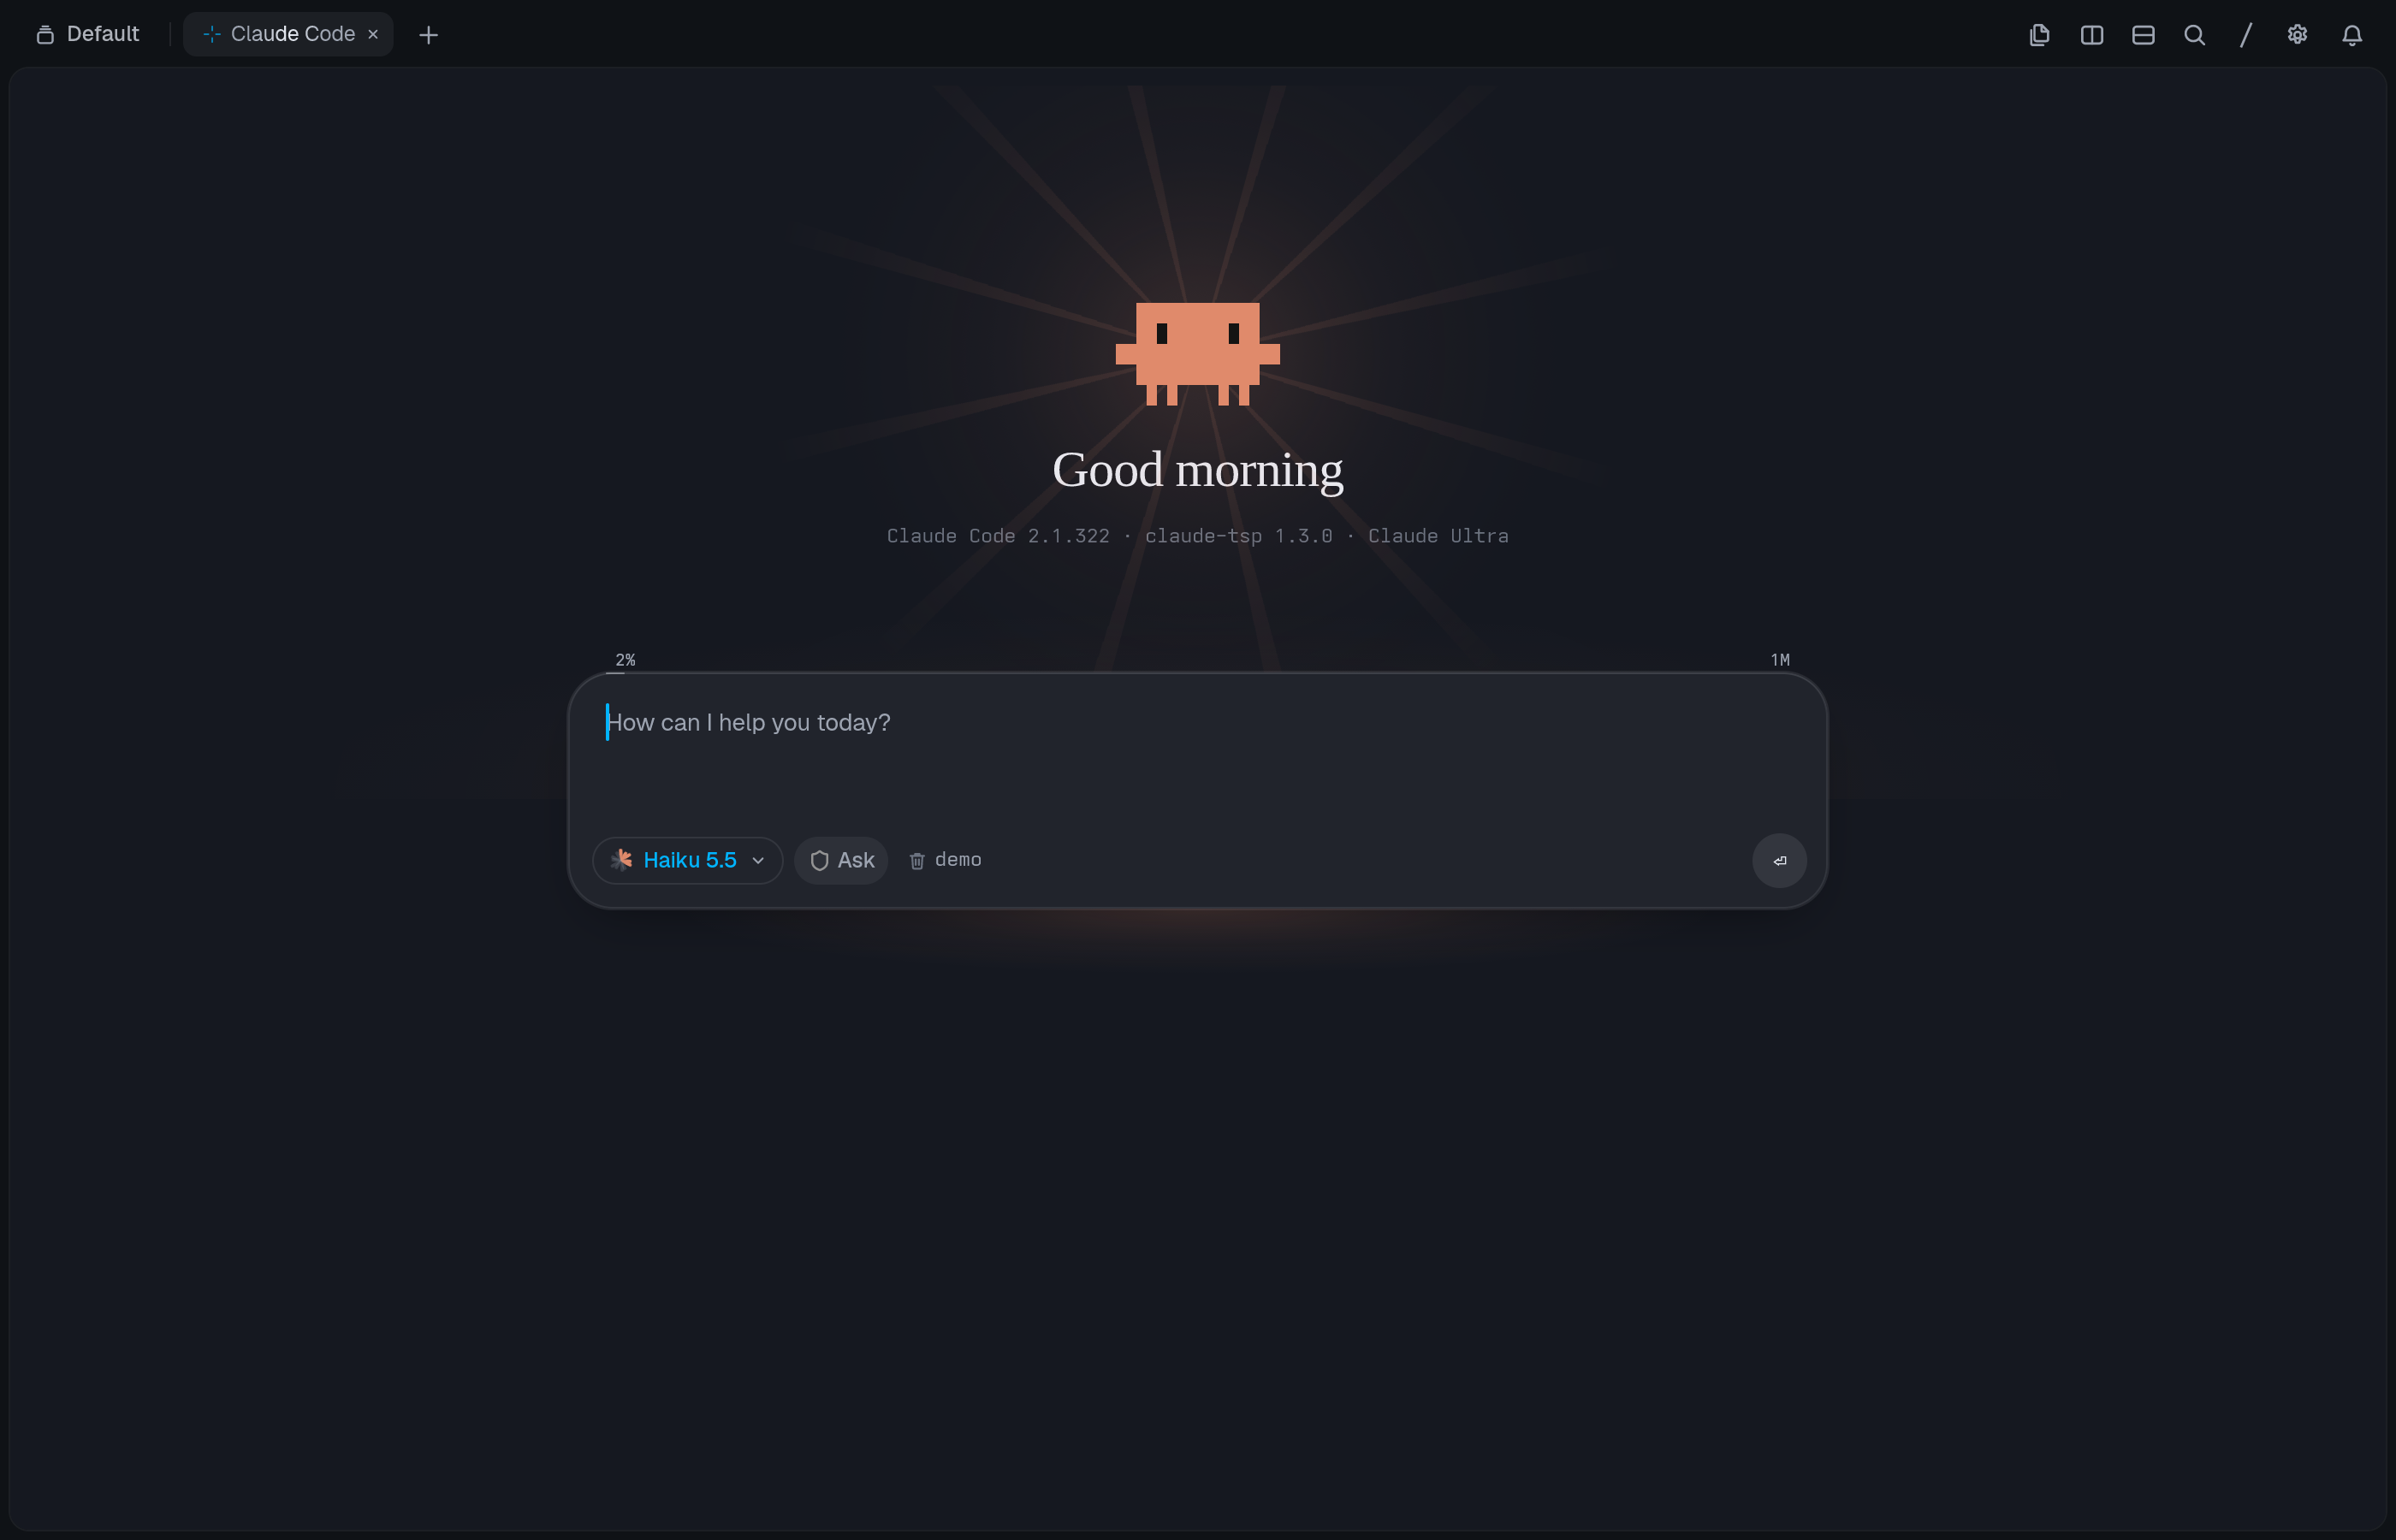 Default
Claude Code
Good morning
Claude Code 2.1.322 · claude-tsp 1.3.0 · Claude Ultra
2%
1M
How can I help you today?
Haiku 5.5
Ask
demo